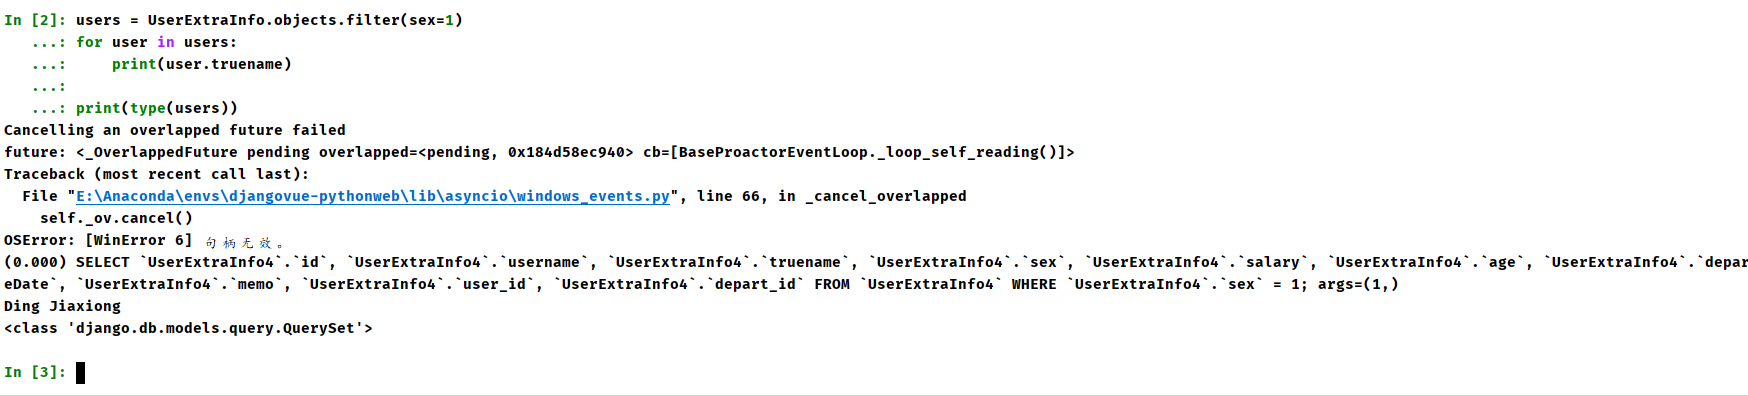 In [2]: users = UserExtraInfo.objects.filter(sex=1)
   ...: for user in users:
   ...:     print(user.truename)
   ...:
   ...: print(type(users))
Cancelling an overlapped future failed
future: <_OverlappedFuture pending overlapped=<pending, 0x184d58ec940> cb=[BaseProactorEventLoop._loop_self_reading()]>
Traceback (most recent call last):
  File "E:\Anaconda\envs\djangovue-pythonweb\lib\asyncio\windows_events.py", line 66, in _cancel_overlapped
    self._ov.cancel()
OSError: [WinError 6] 句柄无效。
(0.000) SELECT `UserExtraInfo4`.`id`, `UserExtraInfo4`.`username`, `UserExtraInfo4`.`truename`, `UserExtraInfo4`.`sex`, `UserExtraInfo4`.`salary`, `UserExtraInfo4`.`age`, `UserExtraInfo4`.`depar
eDate`, `UserExtraInfo4`.`memo`, `UserExtraInfo4`.`user_id`, `UserExtraInfo4`.`depart_id` FROM `UserExtraInfo4` WHERE `UserExtraInfo4`.`sex` = 1; args=(1,)
Ding Jiaxiong
<class 'django.db.models.query.QuerySet'>
In [3]: